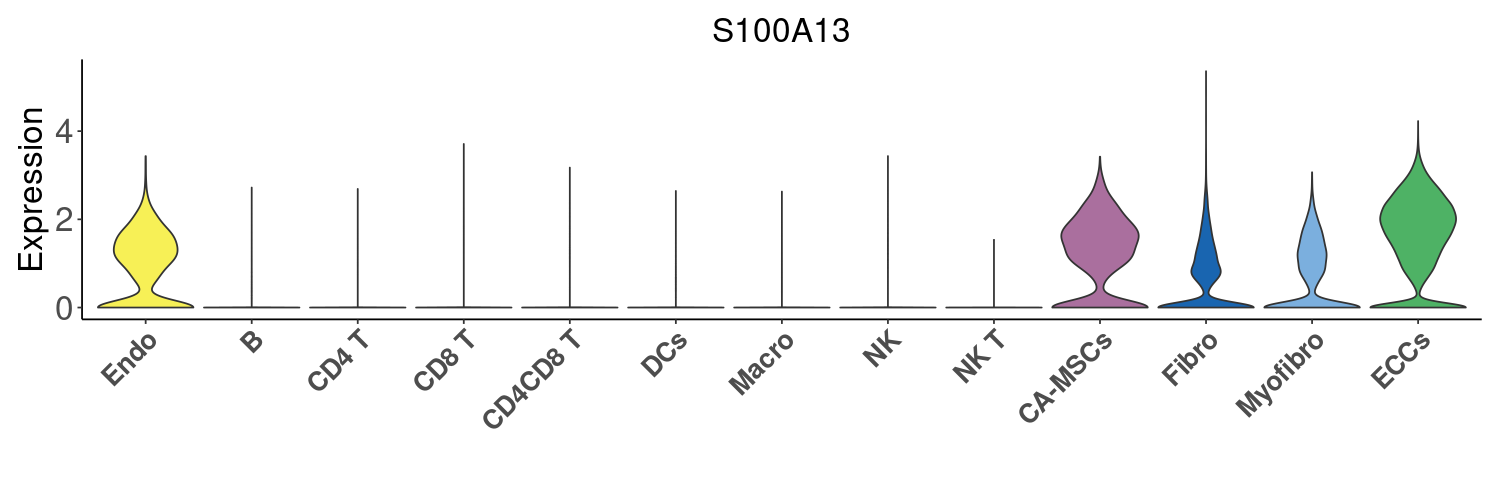 S100A13
Expression
4
2
0
Endo
B
CD4 T
CD8 T
CD4CD8 T
DCs
Macro
NK
NK T
CA-MSCs
Fibro
Myofibro
ECCs